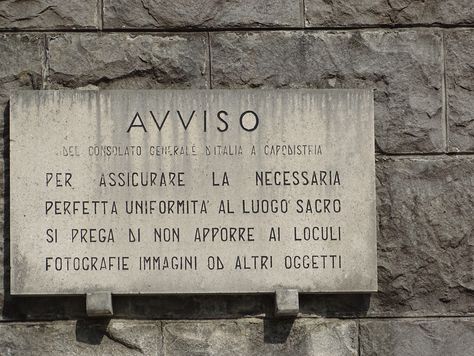 AVVISO
DEL CONSOLATO GENERALE D'ITALIA A CAPODISTRIA
PER ASSICURARE LA NECESSARIA
PERFETTA UNIFORMITA' AL LUOGO SACRO
SI PREGA DI NON APPORRE AI LOCULI
FOTOGRAFIE IMMAGINI OD ALTRI OGGETTI